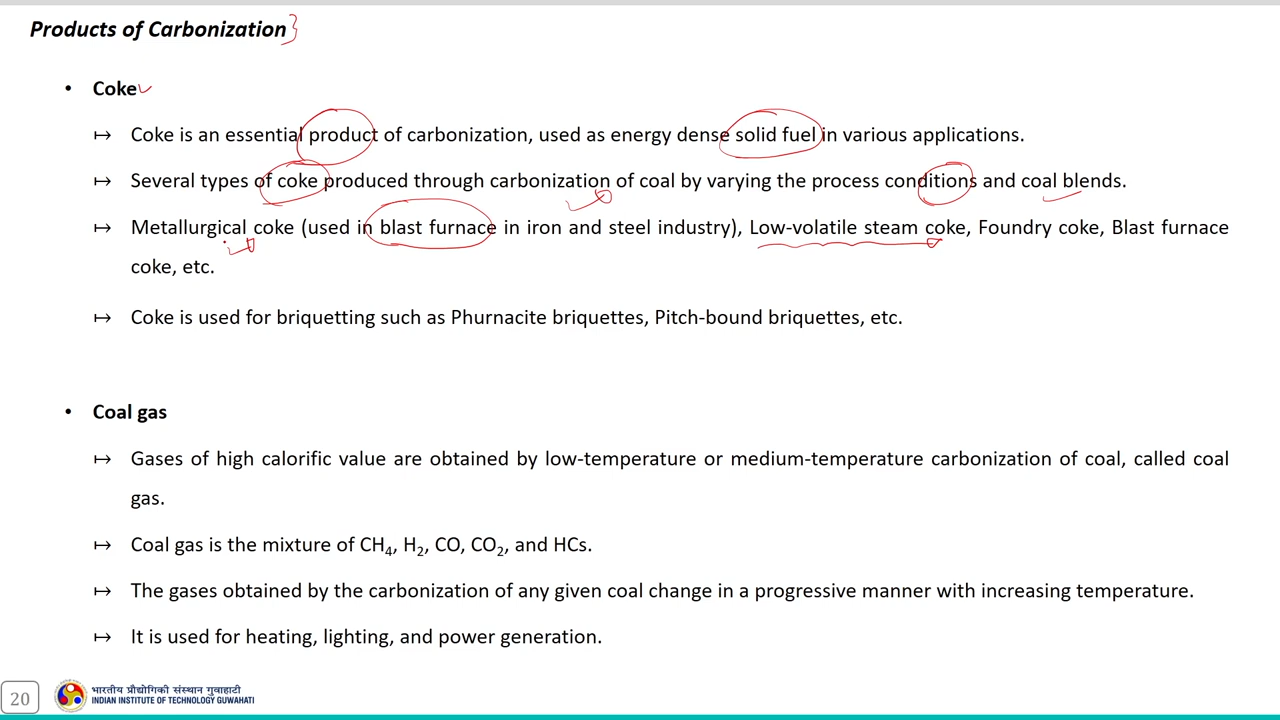 Products of Carbonization
• Coke
↦ Coke is an essential product of carbonization, used as energy dense solid fuel in various applications.
↦ Several types of coke produced through carbonization of coal by varying the process conditions and coal blends.
↦ Metallurgical coke (used in blast furnace in iron and steel industry), Low-volatile steam coke, Foundry coke, Blast furnace
coke, etc.
↦ Coke is used for briquetting such as Phurnacite briquettes, Pitch-bound briquettes, etc.
• Coal gas
↦ Gases of high calorific value are obtained by low-temperature or medium-temperature carbonization of coal, called coal
gas.
↦ Coal gas is the mixture of CH₄, H₂, CO, CO₂, and HCs.
↦ The gases obtained by the carbonization of any given coal change in a progressive manner with increasing temperature.
↦ It is used for heating, lighting, and power generation.
20
भारतीय प्रौद्योगिकी संस्थान गुवाहाटी
INDIAN INSTITUTE OF TECHNOLOGY GUWAHATI